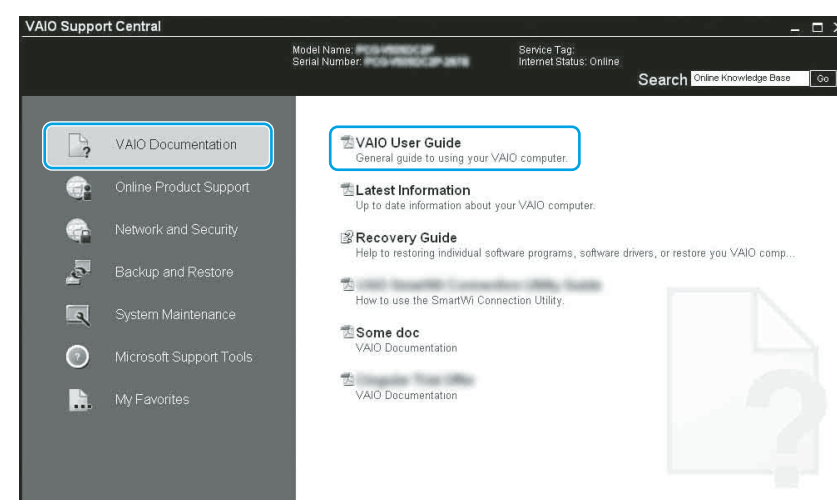 VAIO Support Central
Model Name:
Serial Number:
Service Tag:
Internet Status: Online
Search Online Knowledge Base Go
VAIO Documentation
Online Product Support
Network and Security
Backup and Restore
System Maintenance
Microsoft Support Tools
My Favorites
VAIO User Guide
General guide to using your VAIO computer.
Latest Information
Up to date information about your VAIO computer.
Recovery Guide
Help to restoring individual software programs, software drivers, or restore you VAIO comp...
How to use the SmartWi Connection Utility.
Some doc
VAIO Documentation
VAIO Documentation